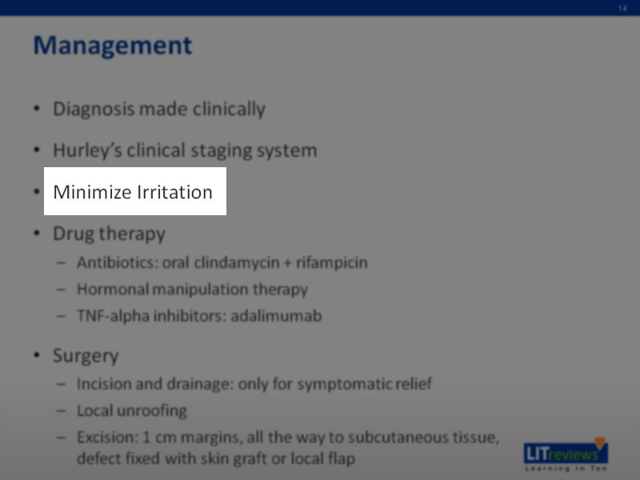 14
Management
• Diagnosis made clinically
• Hurley's clinical staging system
• Minimize Irritation
• Drug therapy
– Antibiotics: oral clindamycin + rifampicin
– Hormonal manipulation therapy
– TNF-alpha inhibitors: adalimumab
• Surgery
– Incision and drainage: only for symptomatic relief
– Local unroofing
– Excision: 1 cm margins, all the way to subcutaneous tissue,
defect fixed with skin graft or local flap
LITreviews
Learning in Ten